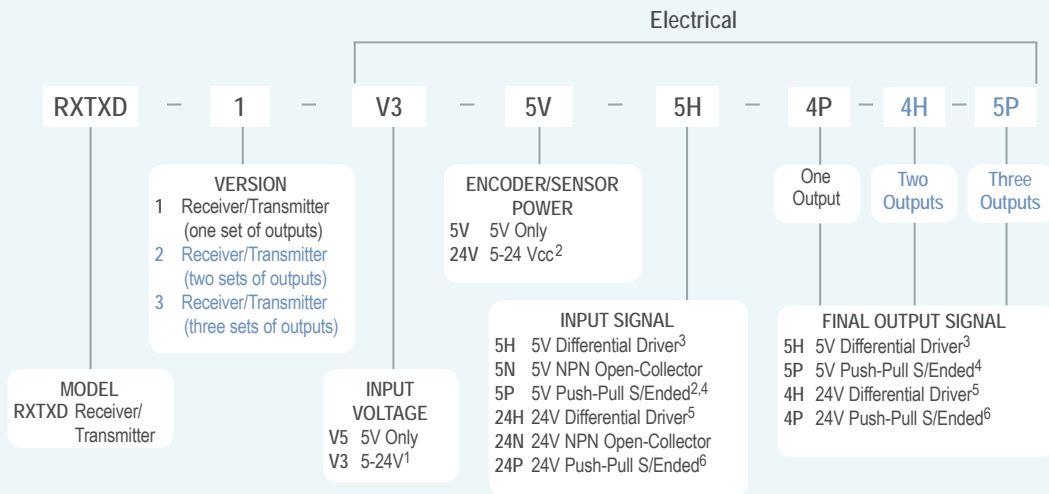 Electrical
RXTXD – 1 – V3 – 5V – 5H – 4P – 4H – 5P
VERSION
1 Receiver/Transmitter
(one set of outputs)
2 Receiver/Transmitter
(two sets of outputs)
3 Receiver/Transmitter
(three sets of outputs)
ENCODER/SENSOR
POWER
5V 5V Only
24V 5-24 Vcc2
One
Output
Two
Outputs
Three
Outputs
MODEL
RXTXD Receiver/
Transmitter
INPUT
VOLTAGE
V5 5V Only
V3 5-24V1
INPUT SIGNAL
5H 5V Differential Driver3
5N 5V NPN Open-Collector
5P 5V Push-Pull S/Ended2,4
24H 24V Differential Driver5
24N 24V NPN Open-Collector
24P 24V Push-Pull S/Ended6
FINAL OUTPUT SIGNAL
5H 5V Differential Driver3
5P 5V Push-Pull S/Ended4
4H 24V Differential Driver5
4P 24V Push-Pull S/Ended6